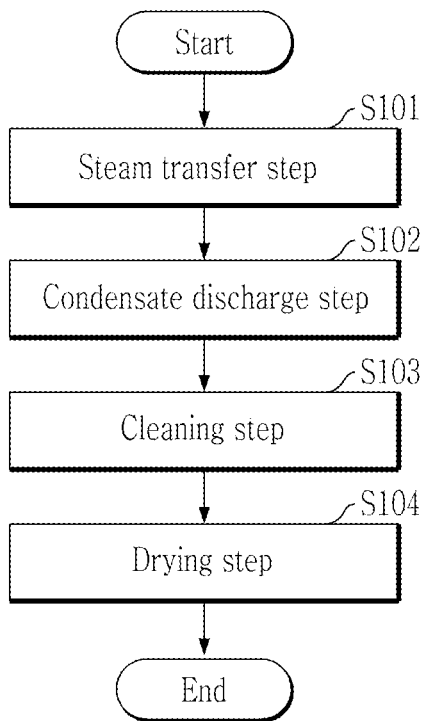 Start
S101
Steam transfer step
S102
Condensate discharge step
S103
Cleaning step
S104
Drying step
End